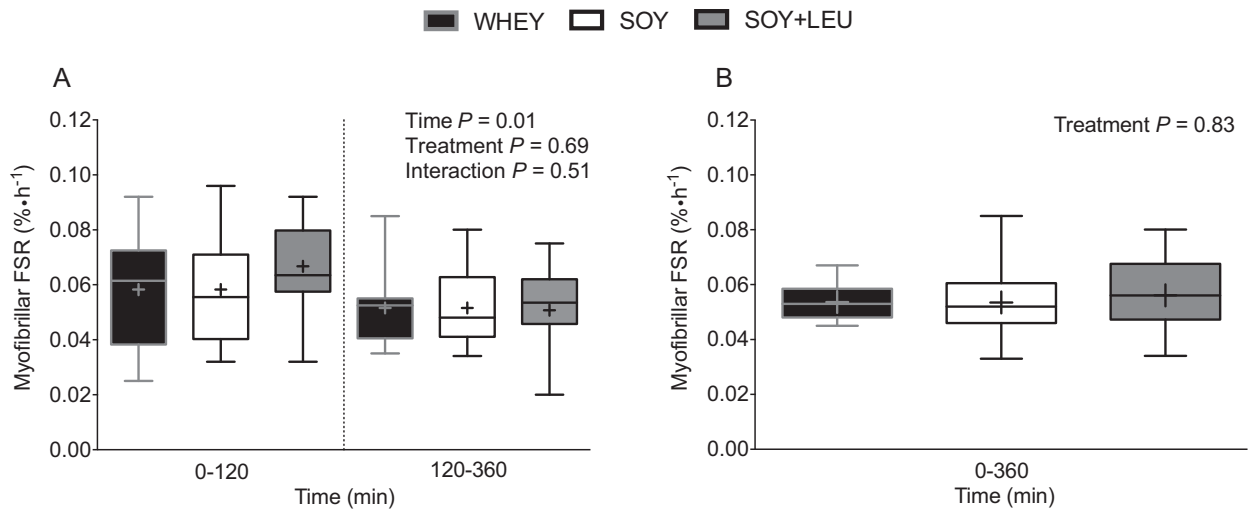 WHEY SOY SOY+LEU
A
Myofibrillar FSR (%•h⁻¹)
0.12
0.10
0.08
0.06
0.04
0.02
0.00
Time P = 0.01
Treatment P = 0.69
Interaction P = 0.51
0-120 120-360
Time (min)
B
Myofibrillar FSR (%•h⁻¹)
0.12
0.10
0.08
0.06
0.04
0.02
0.00
Treatment P = 0.83
0-360
Time (min)